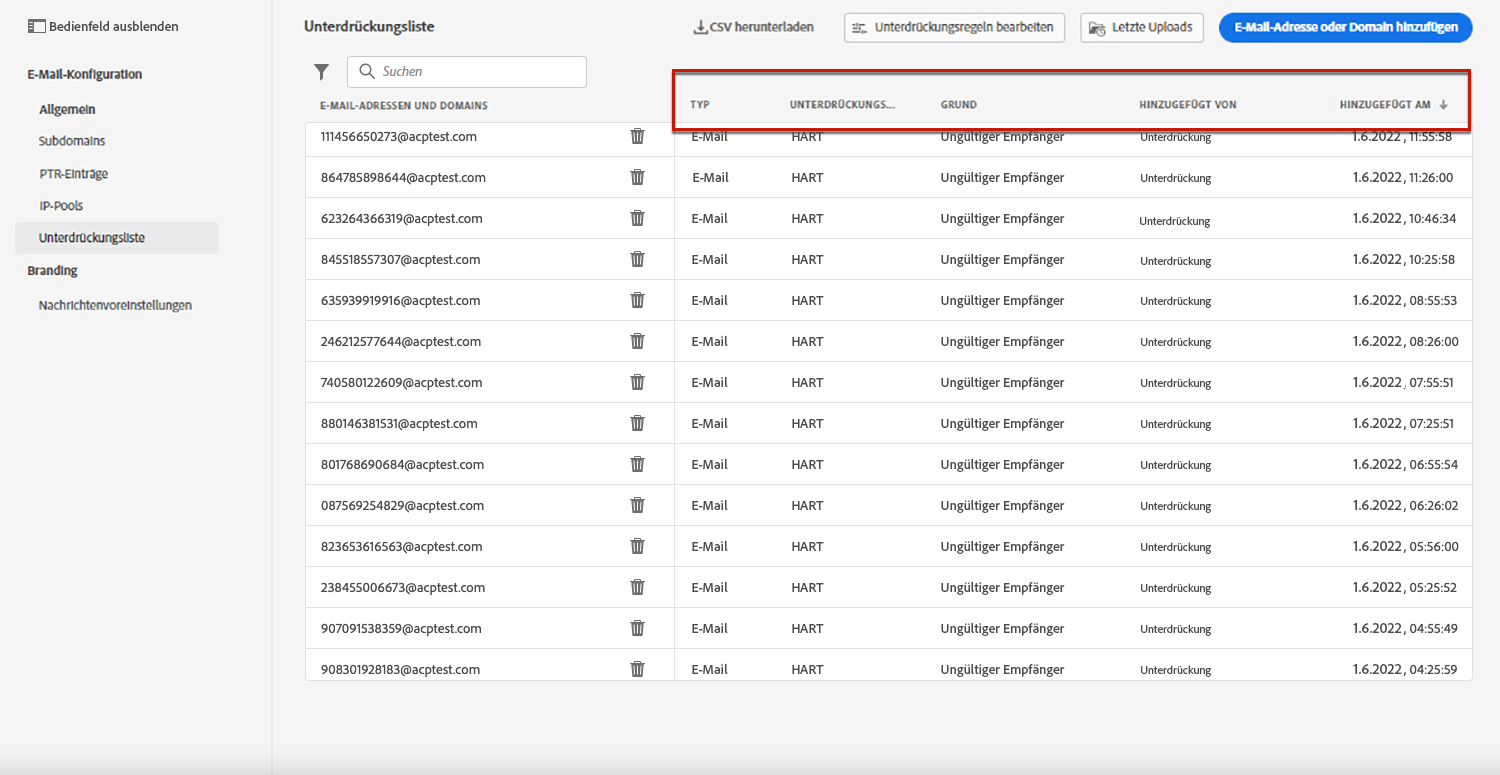 Bedienfeld ausblenden
E-Mail-Konfiguration
Allgemein
Subdomains
PTR-Einträge
IP-Pools
Unterdrückungsliste
Branding
Nachrichtenvoreinstellungen
Unterdrückungsliste
CSV herunterladen
Unterdrückungsregeln bearbeiten
Letzte Uploads
E-Mail-Adresse oder Domain hinzufügen
Suchen
E-MAIL-ADRESSEN UND DOMAINS TYP UNTERDRÜCKUNGS... GRUND HINZUGEFÜGT VON HINZUGEFÜGT AM
111456650273@acptest.com E-Mail HART Ungültiger Empfänger Unterdrückung 1.6.2022, 11:55:58
864785898644@acptest.com E-Mail HART Ungültiger Empfänger Unterdrückung 1.6.2022, 11:26:00
623264366319@acptest.com E-Mail HART Ungültiger Empfänger Unterdrückung 1.6.2022, 10:46:34
845518557307@acptest.com E-Mail HART Ungültiger Empfänger Unterdrückung 1.6.2022, 10:25:58
635939919916@acptest.com E-Mail HART Ungültiger Empfänger Unterdrückung 1.6.2022, 08:55:53
246212577644@acptest.com E-Mail HART Ungültiger Empfänger Unterdrückung 1.6.2022, 08:26:00
740580122609@acptest.com E-Mail HART Ungültiger Empfänger Unterdrückung 1.6.2022, 07:55:51
880146381531@acptest.com E-Mail HART Ungültiger Empfänger Unterdrückung 1.6.2022, 07:25:51
801768690684@acptest.com E-Mail HART Ungültiger Empfänger Unterdrückung 1.6.2022, 06:55:54
087569254829@acptest.com E-Mail HART Ungültiger Empfänger Unterdrückung 1.6.2022, 06:26:02
823653616563@acptest.com E-Mail HART Ungültiger Empfänger Unterdrückung 1.6.2022, 05:56:00
238455006673@acptest.com E-Mail HART Ungültiger Empfänger Unterdrückung 1.6.2022, 05:25:52
907091538359@acptest.com E-Mail HART Ungültiger Empfänger Unterdrückung 1.6.2022, 04:55:49
908301928183@acptest.com E-Mail HART Ungültiger Empfänger Unterdrückung 1.6.2022, 04:25:59